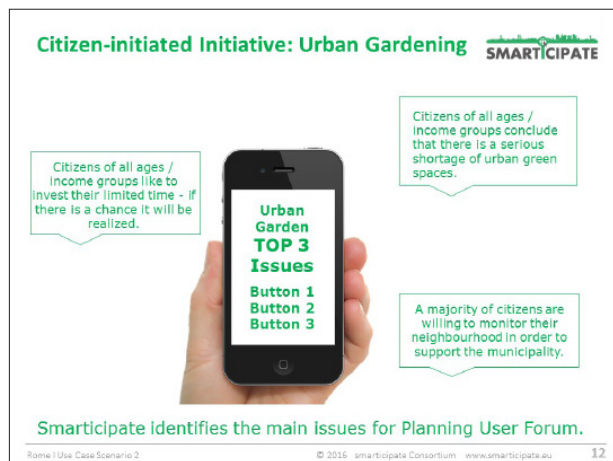 Citizen-initiated Initiative: Urban Gardening
SMARTICIPATE
Citizens of all ages /
income groups like to
invest their limited time - if
there is a chance it will be
realized.
Citizens of all ages /
income groups conclude
that there is a serious
shortage of urban green
spaces.
Urban
Garden
TOP 3
Issues
Button 1
Button 2
Button 3
A majority of citizens are
willing to monitor their
neighbourhood in order to
support the municipality.
Smarticipate identifies the main issues for Planning User Forum.
Rome I Use Case Scenario 2 © 2016 smarticipate Consortium www.smarticipate.eu 12